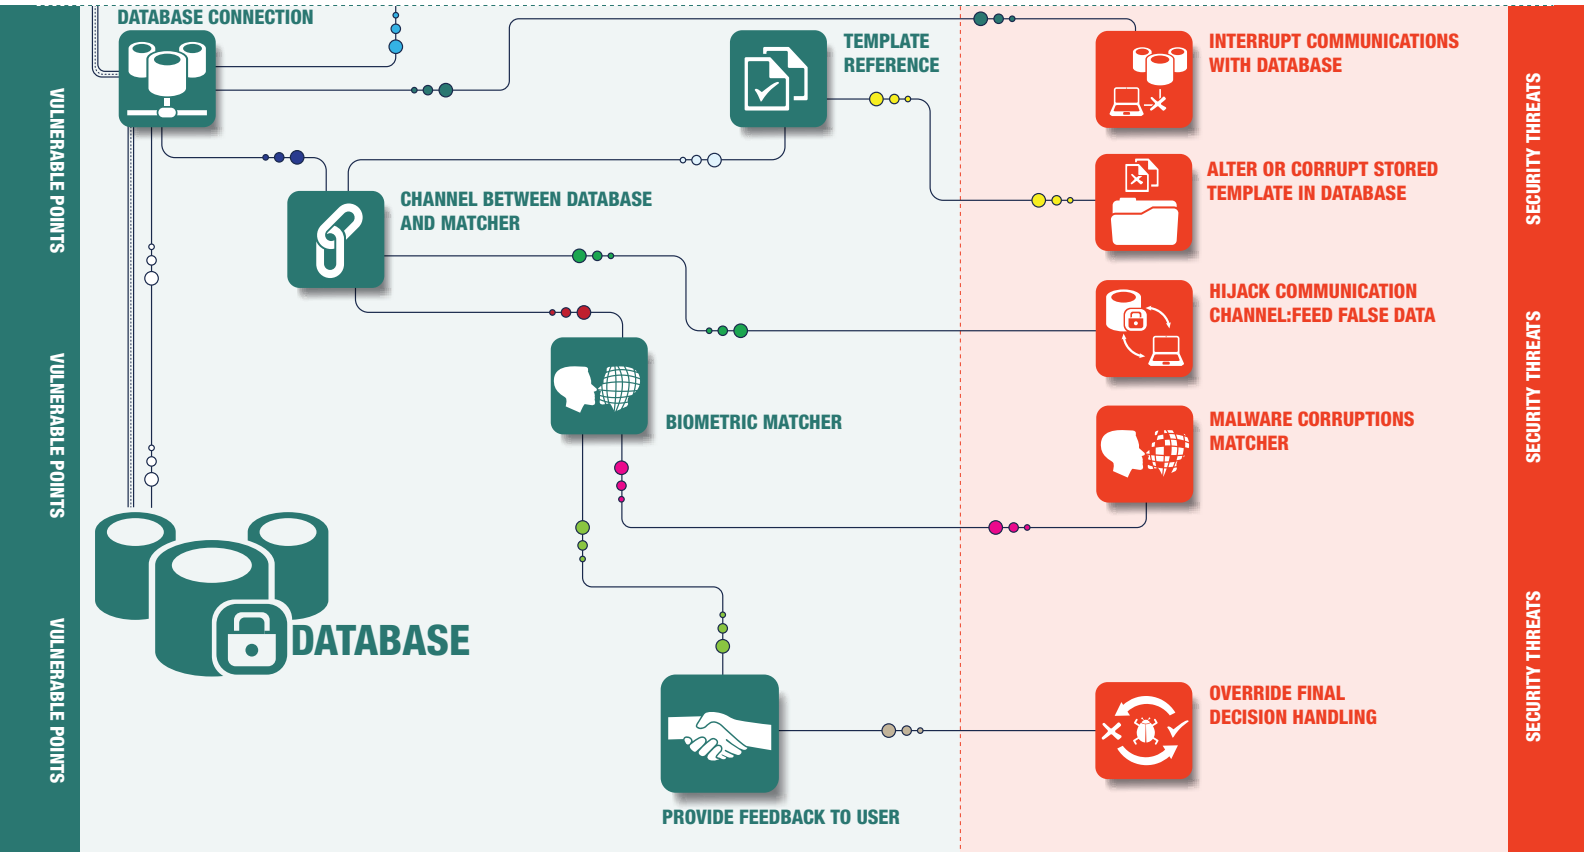 DATABASE CONNECTION
TEMPLATE
REFERENCE
INTERRUPT COMMUNICATIONS
WITH DATABASE
ALTER OR CORRUPT STORED
TEMPLATE IN DATABASE
CHANNEL BETWEEN DATABASE
AND MATCHER
HIJACK COMMUNICATION
CHANNEL:FEED FALSE DATA
BIOMETRIC MATCHER
MALWARE CORRUPTIONS
MATCHER
DATABASE
OVERRIDE FINAL
DECISION HANDLING
PROVIDE FEEDBACK TO USER
VULNERABLE POINTS
VULNERABLE POINTS
VULNERABLE POINTS
SECURITY THREATS
SECURITY THREATS
SECURITY THREATS